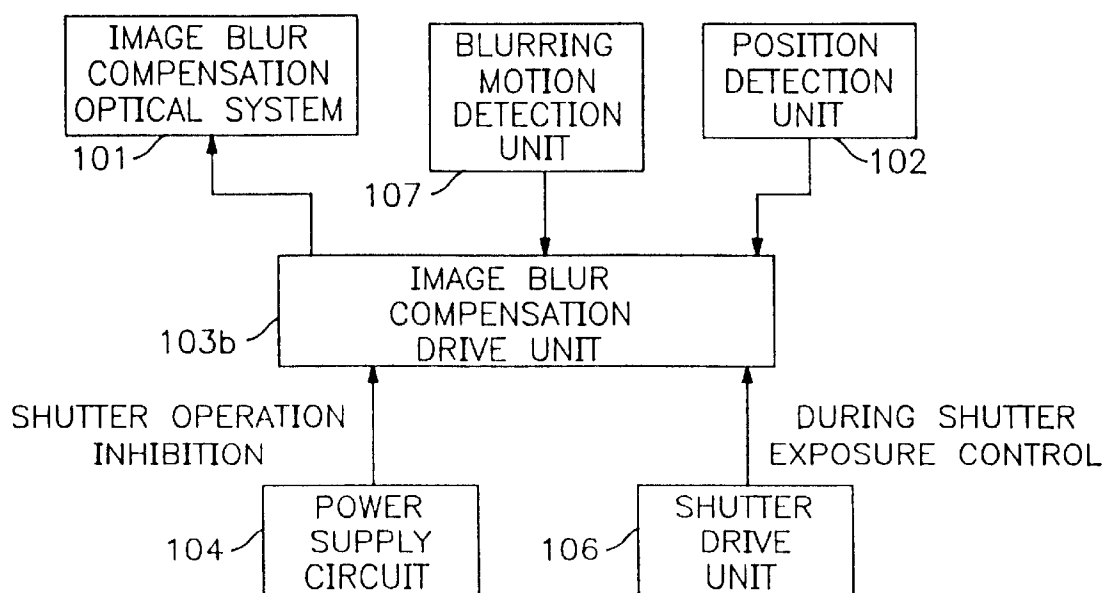 IMAGE BLUR
COMPENSATION
OPTICAL SYSTEM
101
BLURRING
MOTION
DETECTION
UNIT
107
POSITION
DETECTION
UNIT
102
IMAGE BLUR
COMPENSATION
DRIVE UNIT
103b
SHUTTER OPERATION
INHIBITION
DURING SHUTTER
EXPOSURE CONTROL
POWER
SUPPLY
CIRCUIT
104
SHUTTER
DRIVE
UNIT
106